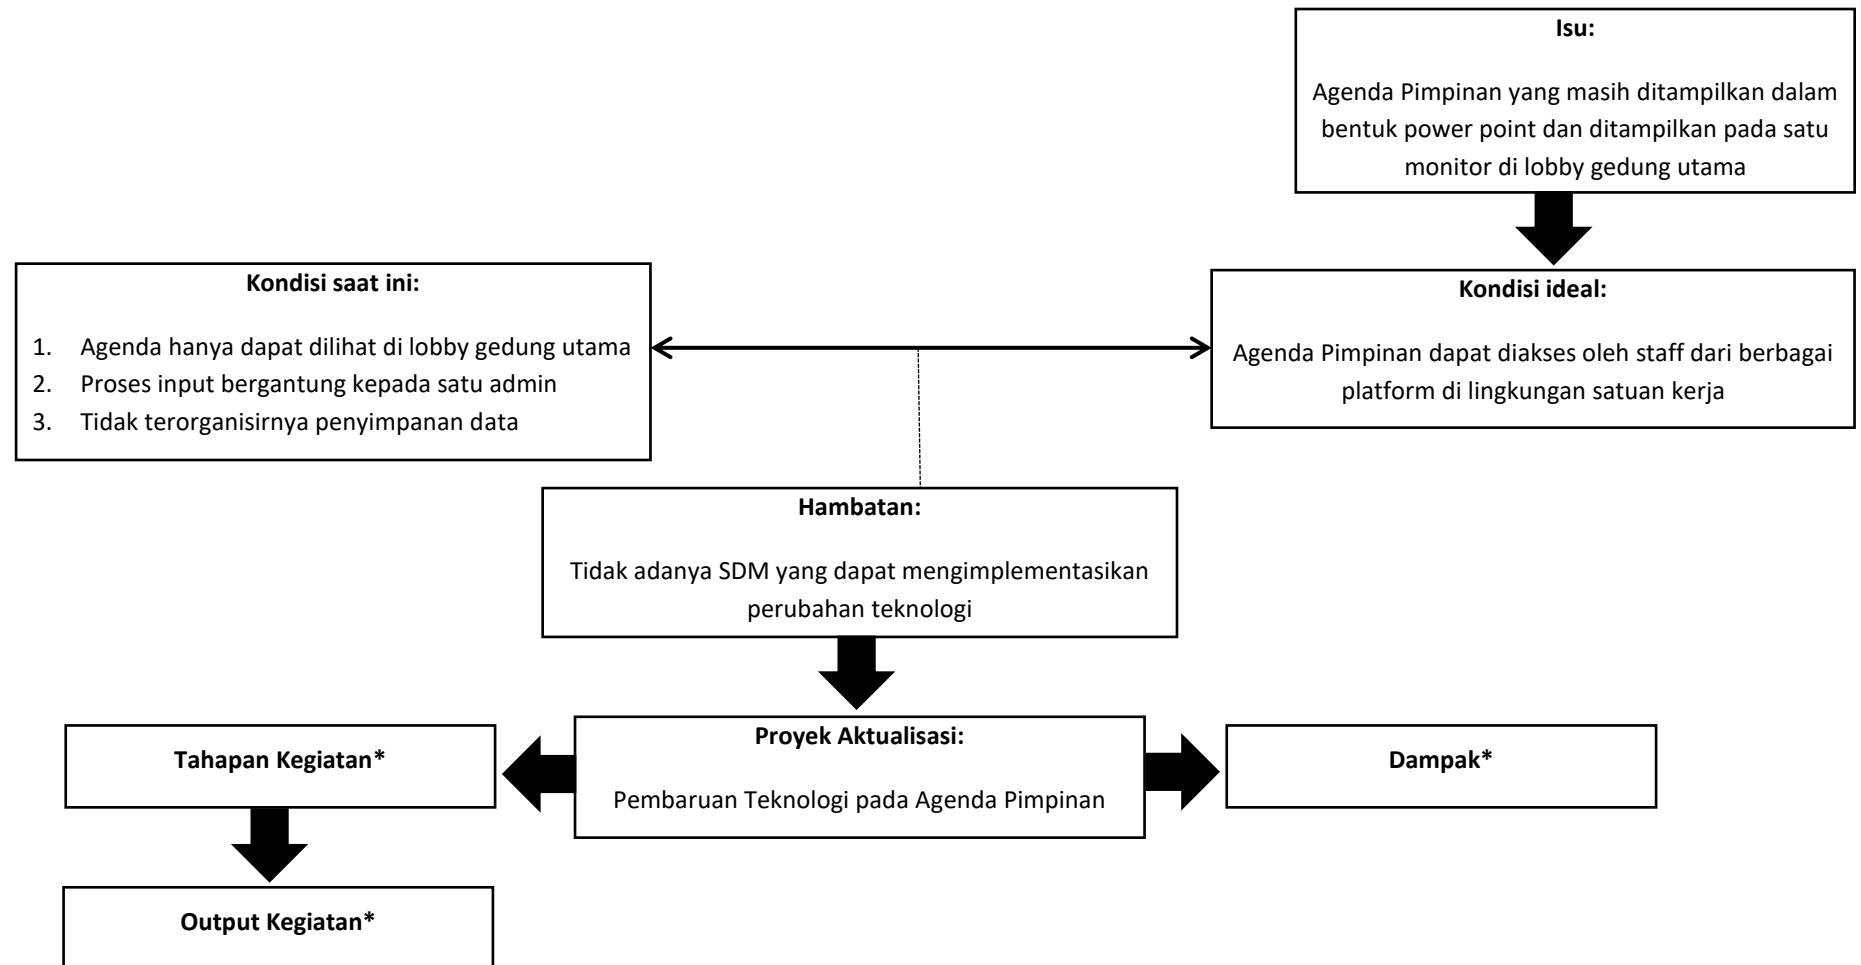 Isu:
Agenda Pimpinan yang masih ditampilkan dalam
bentuk power point dan ditampilkan pada satu
monitor di lobby gedung utama
Kondisi saat ini:
1. Agenda hanya dapat dilihat di lobby gedung utama
2. Proses input bergantung kepada satu admin
3. Tidak terorganisirnya penyimpanan data
Kondisi ideal:
Agenda Pimpinan dapat diakses oleh staff dari berbagai
platform di lingkungan satuan kerja
Hambatan:
Tidak adanya SDM yang dapat mengimplementasikan
perubahan teknologi
Tahapan Kegiatan*
Proyek Aktualisasi:
Pembaruan Teknologi pada Agenda Pimpinan
Dampak*
Output Kegiatan*